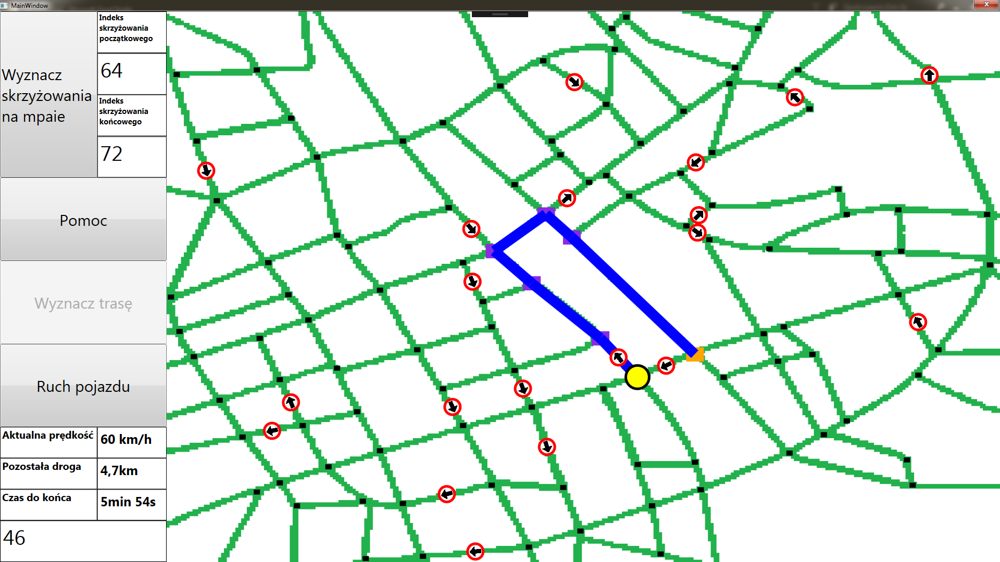 MainWindow
Wyznacz
skrzyżowania
na mpaie
Indeks
skrzyżowania
początkowego
64
Indeks
skrzyżowania
końcowego
72
Pomoc
Wyznacz trasę
Ruch pojazdu
Aktualna prędkość
60 km/h
Pozostała droga
4,7km
Czas do końca
5min 54s
46